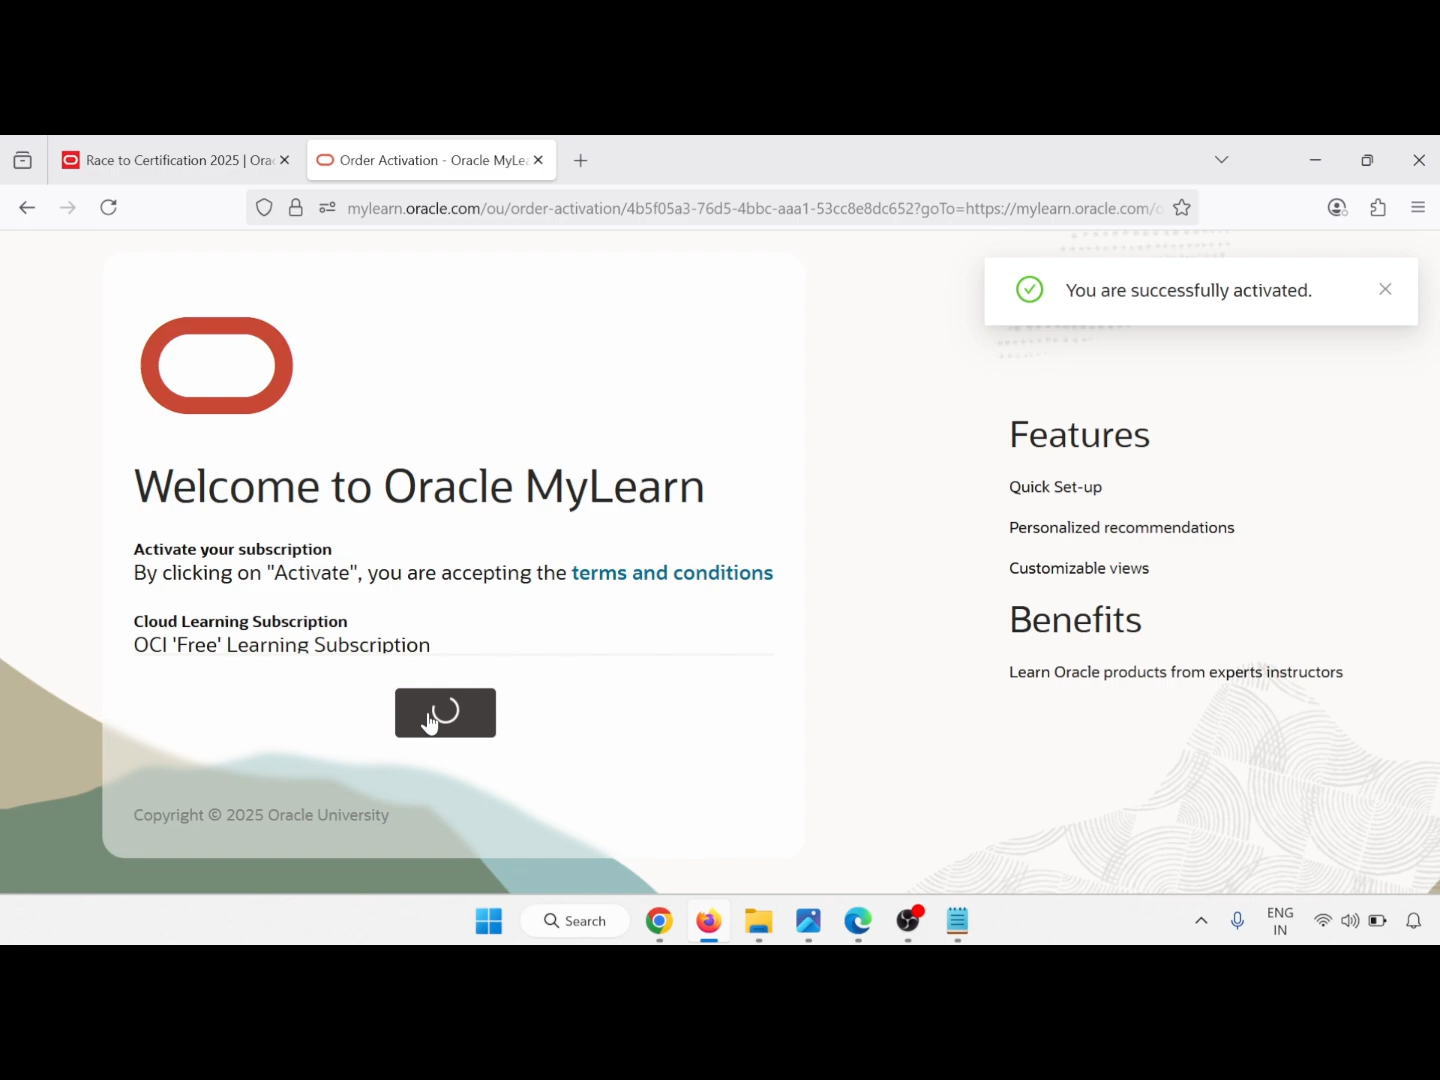 Race to Certification 2025 | Ora
Order Activation - Oracle MyLe
mylearn.oracle.com/ou/order-activation/4b5f05a3-76d5-4bbc-aaa1-53cc8e8dc652?goTo=https://mylearn.oracle.com/o
You are successfully activated.
Welcome to Oracle MyLearn
Activate your subscription
By clicking on "Activate", you are accepting the terms and conditions
Cloud Learning Subscription
OCI 'Free' Learning Subscription
Copyright © 2025 Oracle University
Features
Quick Set-up
Personalized recommendations
Customizable views
Benefits
Learn Oracle products from experts instructors
Search
ENG
IN